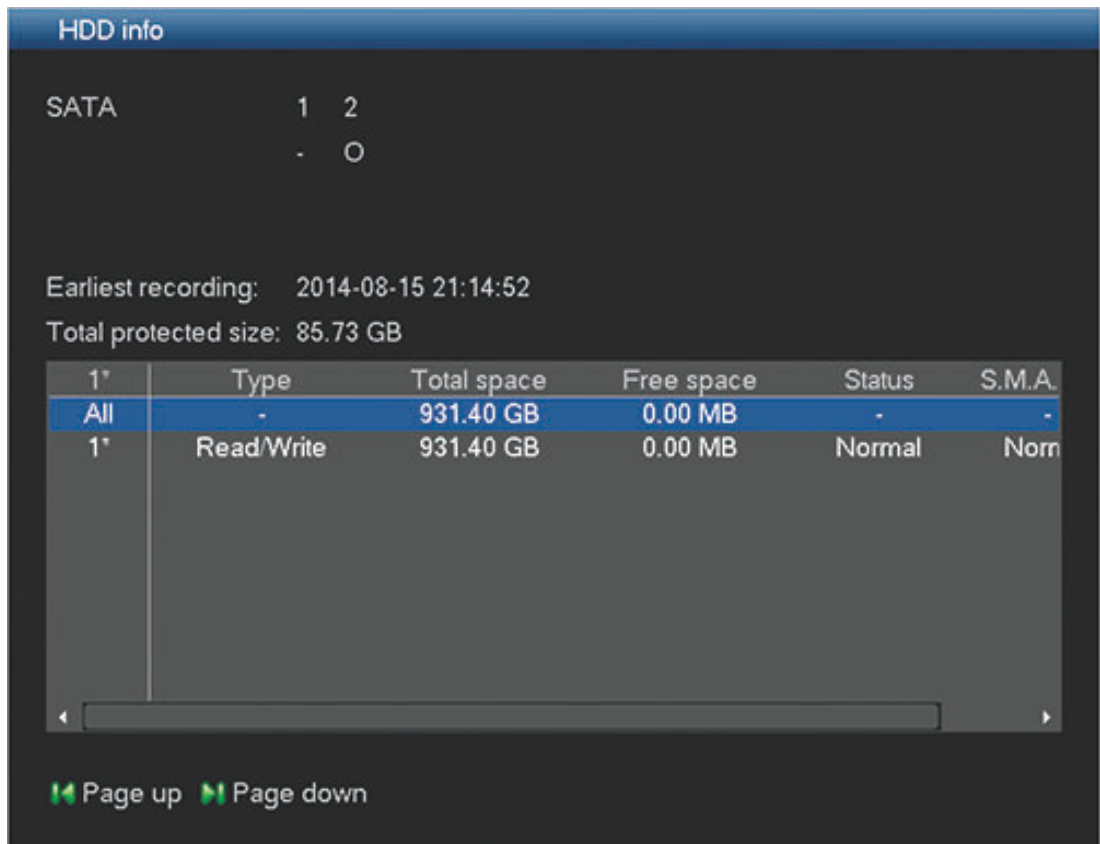 HDD info
SATA 1 2
- O
Earliest recording: 2014-08-15 21:14:52
Total protected size: 85.73 GB
1* Type Total space Free space Status S.M.A.
All - 931.40 GB 0.00 MB - -
1* Read/Write 931.40 GB 0.00 MB Normal Norn
Page up Page down